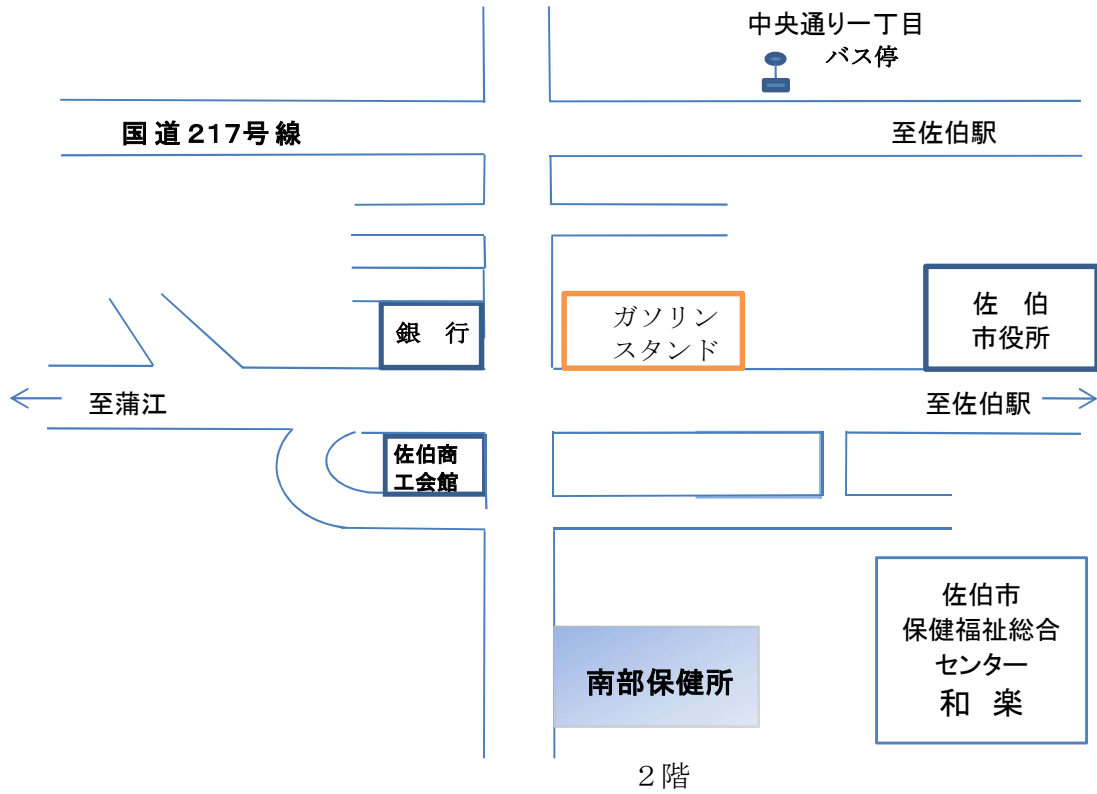 中央通り一丁目
バス停
国道217号線
至佐伯駅
銀　行
ガソリン
スタンド
佐　伯
市役所
至蒲江
至佐伯駅
佐伯商
工会館
佐伯市
保健福祉総合
センター
和　楽
南部保健所
２階